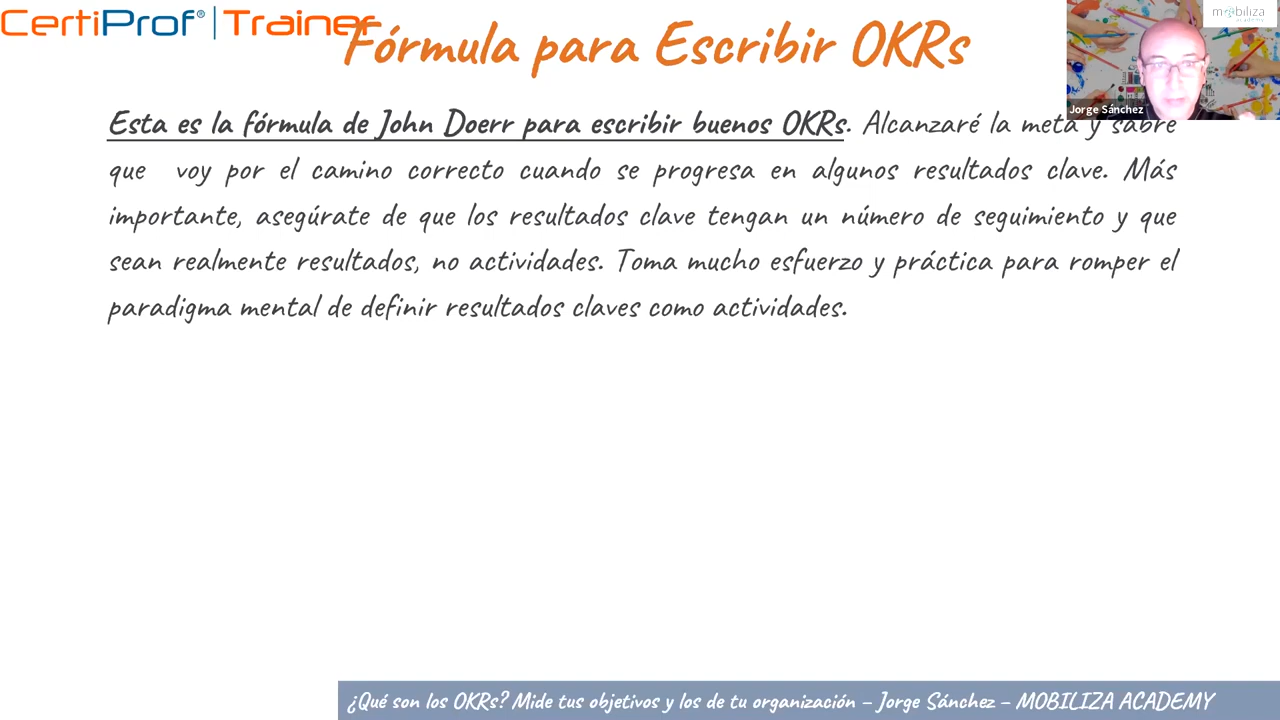 CertiProf® | Trainer
Fórmula para Escribir OKRs
mobiliza
academy
Jorge Sánchez
Esta es la fórmula de John Doerr para escribir buenos OKRs. Alcanzaré la meta y sabré
que voy por el camino correcto cuando se progresa en algunos resultados clave. Más
importante, asegúrate de que los resultados clave tengan un número de seguimiento y que
sean realmente resultados, no actividades. Toma mucho esfuerzo y práctica para romper el
paradigma mental de definir resultados claves como actividades.
¿Qué son los OKRs? Mide tus objetivos y los de tu organización – Jorge Sánchez – MOBILIZA ACADEMY